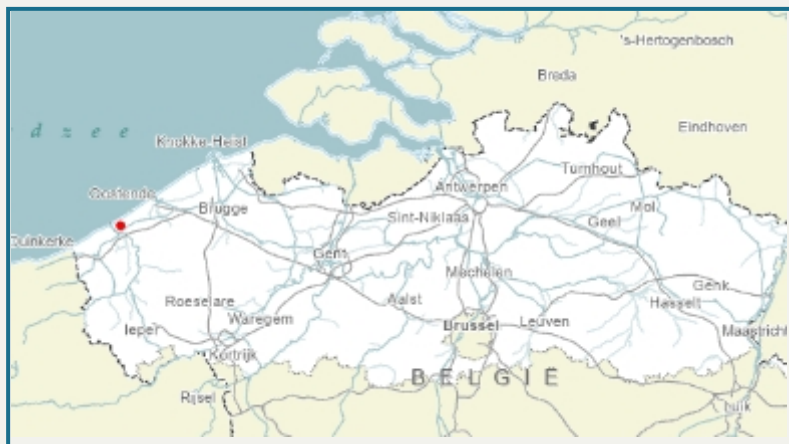 's-Hertogenbosch
Breda
d z e e
Eindhoven
Knokke-Heist
Turnhout
Oostende
Antwerpen
Brugge
Mol
Sint-Niklaas
Geel
Duinkerke
Gent
Mechelen
Genk
Roeselare
Aalst
Hasselt
Waregem
Ieper
Brussel
Leuven
Maastricht
Kortrijk
BELGIË
Rijsel
Luik